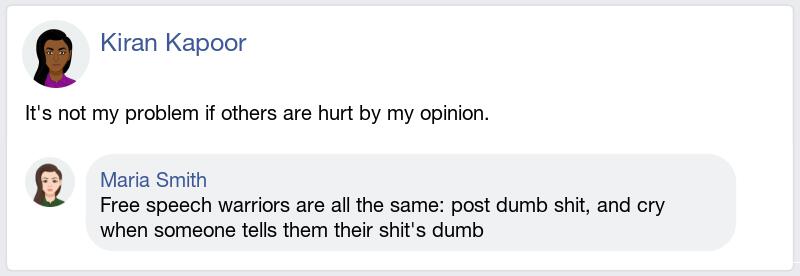 Kiran Kapoor
It's not my problem if others are hurt by my opinion.
Maria Smith
Free speech warriors are all the same: post dumb shit, and cry
when someone tells them their shit's dumb